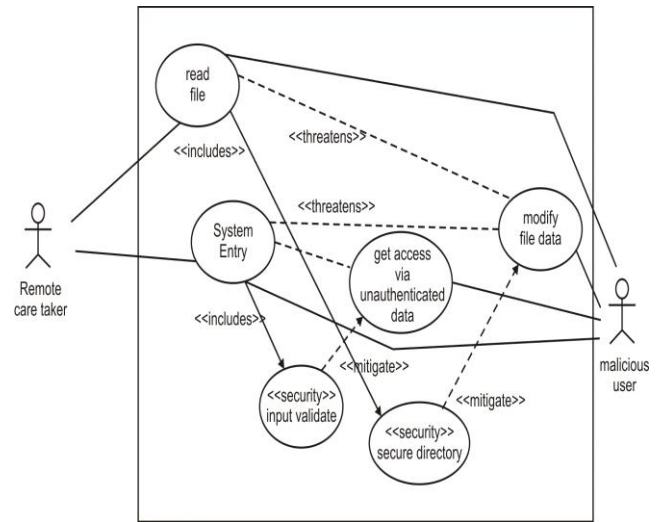 read
file
<<includes>>
<<threatens>>
<<threatens>>
modify
file data
System
Entry
get access
via
unauthenticated
data
Remote
care taker
<<includes>>
<<mitigate>>
malicious
user
<<security>>
input validate
<<mitigate>>
<<security>>
secure directory